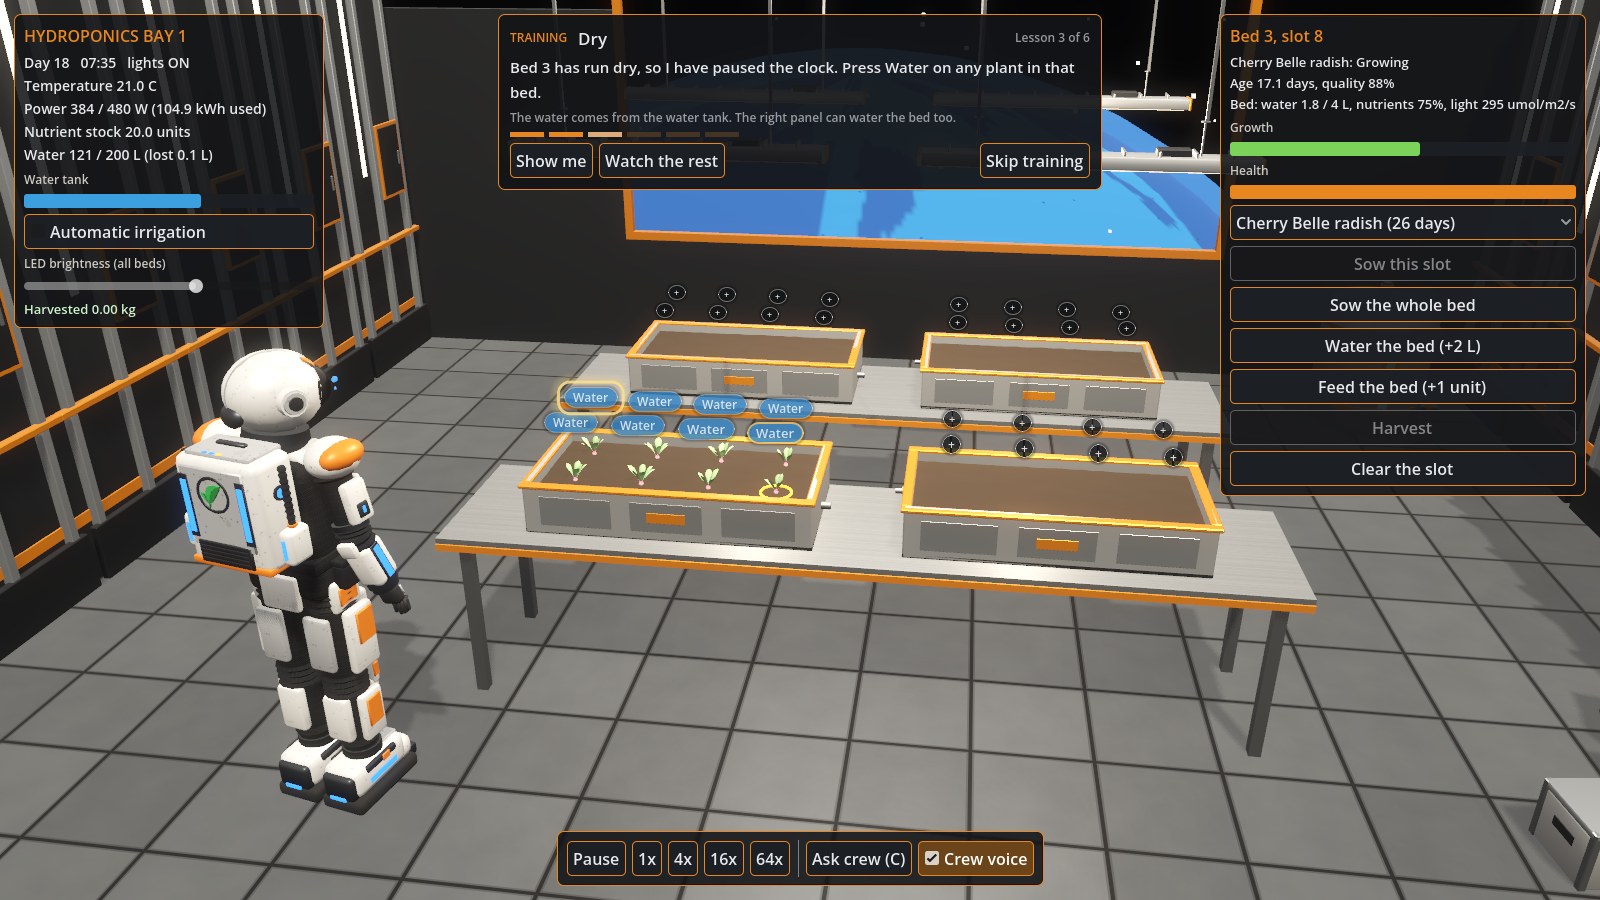 HYDROPONICS BAY 1
Day 18 07:35 lights ON
Temperature 21.0 C
Power 384 / 480 W (104.9 kWh used)
Nutrient stock 20.0 units
Water 121 / 200 L (lost 0.1 L)
Water tank
Automatic irrigation
LED brightness (all beds)
Harvested 0.00 kg
TRAINING Dry
Lesson 3 of 6
Bed 3 has run dry, so I have paused the clock. Press Water on any plant in that
bed.
The water comes from the water tank. The right panel can water the bed too.
Show me
Watch the rest
Skip training
Bed 3, slot 8
Cherry Belle radish: Growing
Age 17.1 days, quality 88%
Bed: water 1.8 / 4 L, nutrients 75%, light 295 umol/m2/s
Growth
Health
Cherry Belle radish (26 days)
Sow this slot
Sow the whole bed
Water the bed (+2 L)
Feed the bed (+1 unit)
Harvest
Clear the slot
Water
Water
Water
Water
Water
Water
Water
Water
Pause
1x
4x
16x
64x
Ask crew (C)
Crew voice